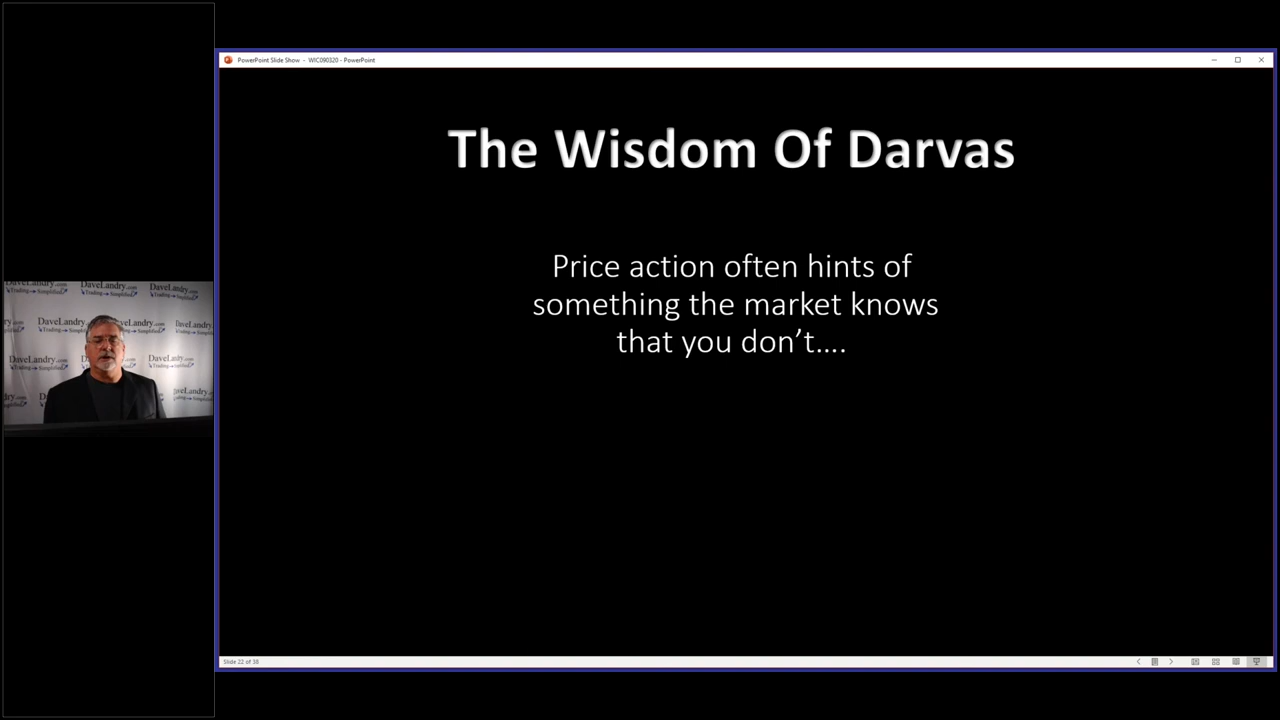 PowerPoint Slide Show - WIC090320 - PowerPoint
The Wisdom Of Darvas
Price action often hints of
something the market knows
that you don’t….
DaveLandry.com
Trading Simplified
Slide 22 of 38